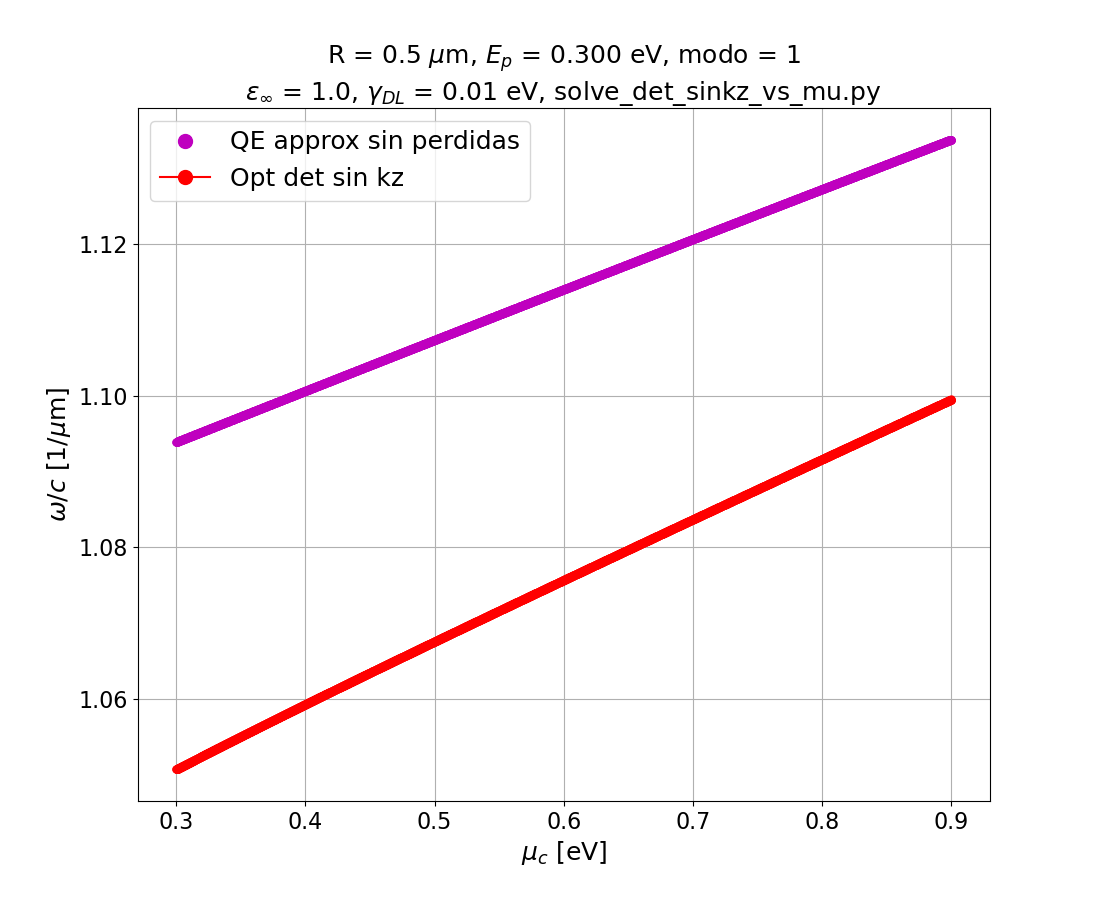 R = 0.5 μm, E_p = 0.300 eV, modo = 1
ε_∞ = 1.0, γ_DL = 0.01 eV, solve_det_sinkz_vs_mu.py
QE approx sin perdidas
Opt det sin kz
1.12
1.10
1.08
1.06
ω/c [1/μm]
0.3 0.4 0.5 0.6 0.7 0.8 0.9
μ_c [eV]